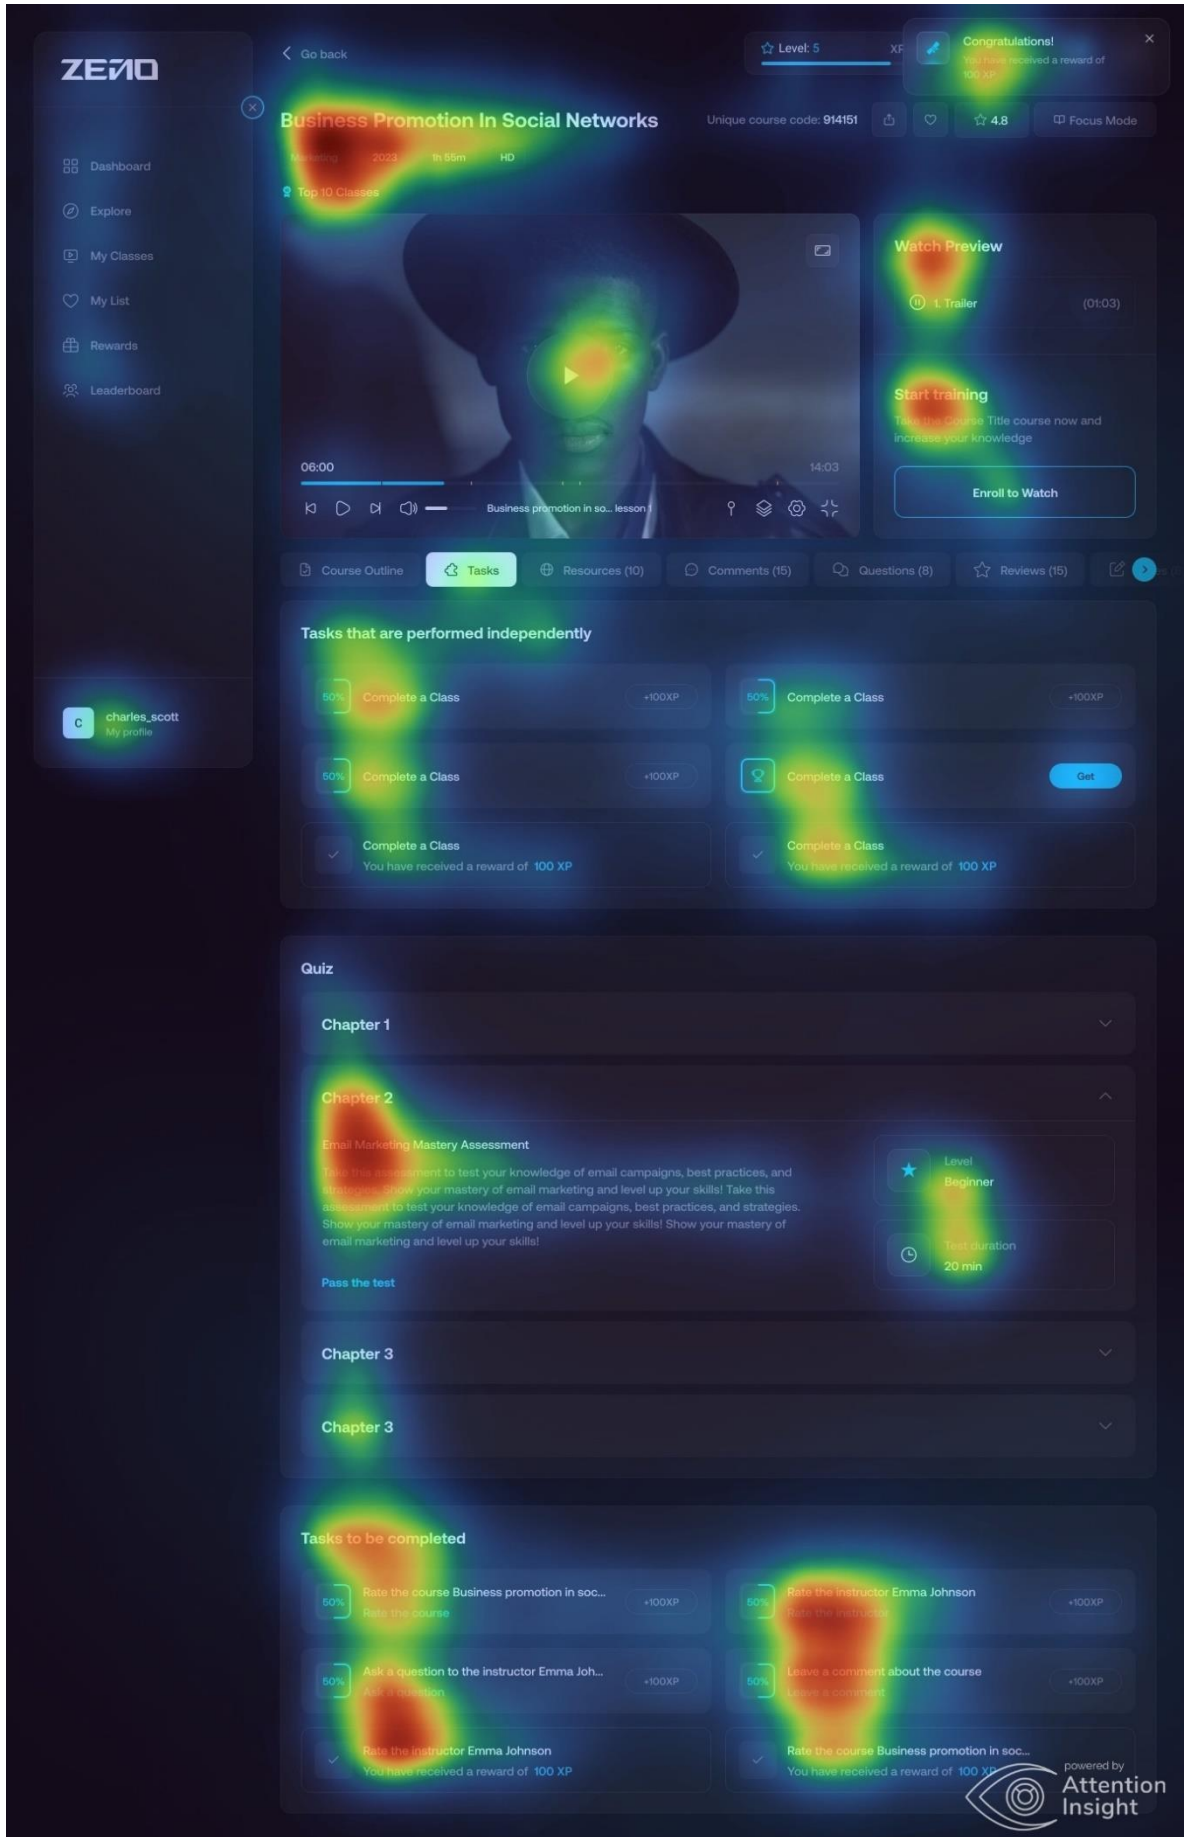 ZENO
Dashboard
Explore
My Classes
My List
Rewards
Leaderboard
C
charles_scott
My profile
Go back
Level: 5
XP
Congratulations!
You have received a reward of
100 XP
Business Promotion In Social Networks
Unique course code: 914151
4.8
Focus Mode
Marketing 2023 1h 55m HD
Top 10 Classes
06:00
14:03
Business promotion in so... lesson 1
Watch Preview
1. Trailer
(01:03)
Start training
Take the Course Title course now and
increase your knowledge
Enroll to Watch
Course Outline
Tasks
Resources (10)
Comments (15)
Questions (8)
Reviews (15)
Tasks that are performed independently
50% Complete a Class +100XP
50% Complete a Class +100XP
50% Complete a Class +100XP
Complete a Class Get
Complete a Class
You have received a reward of 100 XP
Complete a Class
You have received a reward of 100 XP
Quiz
Chapter 1
Chapter 2
Email Marketing Mastery Assessment
Take this assessment to test your knowledge of email campaigns, best practices, and
strategies. Show your mastery of email marketing and level up your skills! Take this
assessment to test your knowledge of email campaigns, best practices, and strategies.
Show your mastery of email marketing and level up your skills! Show your mastery of
email marketing and level up your skills!
Pass the test
Level
Beginner
Test duration
20 min
Chapter 3
Chapter 3
Tasks to be completed
50% Rate the course Business promotion in soc... +100XP
Rate the course
50% Rate the instructor Emma Johnson +100XP
Rate the instructor
50% Ask a question to the instructor Emma Joh... +100XP
Ask a question
50% Leave a comment about the course +100XP
Leave a comment
Rate the instructor Emma Johnson
You have received a reward of 100 XP
Rate the course Business promotion in soc...
You have received a reward of 100 XP
powered by
Attention
Insight